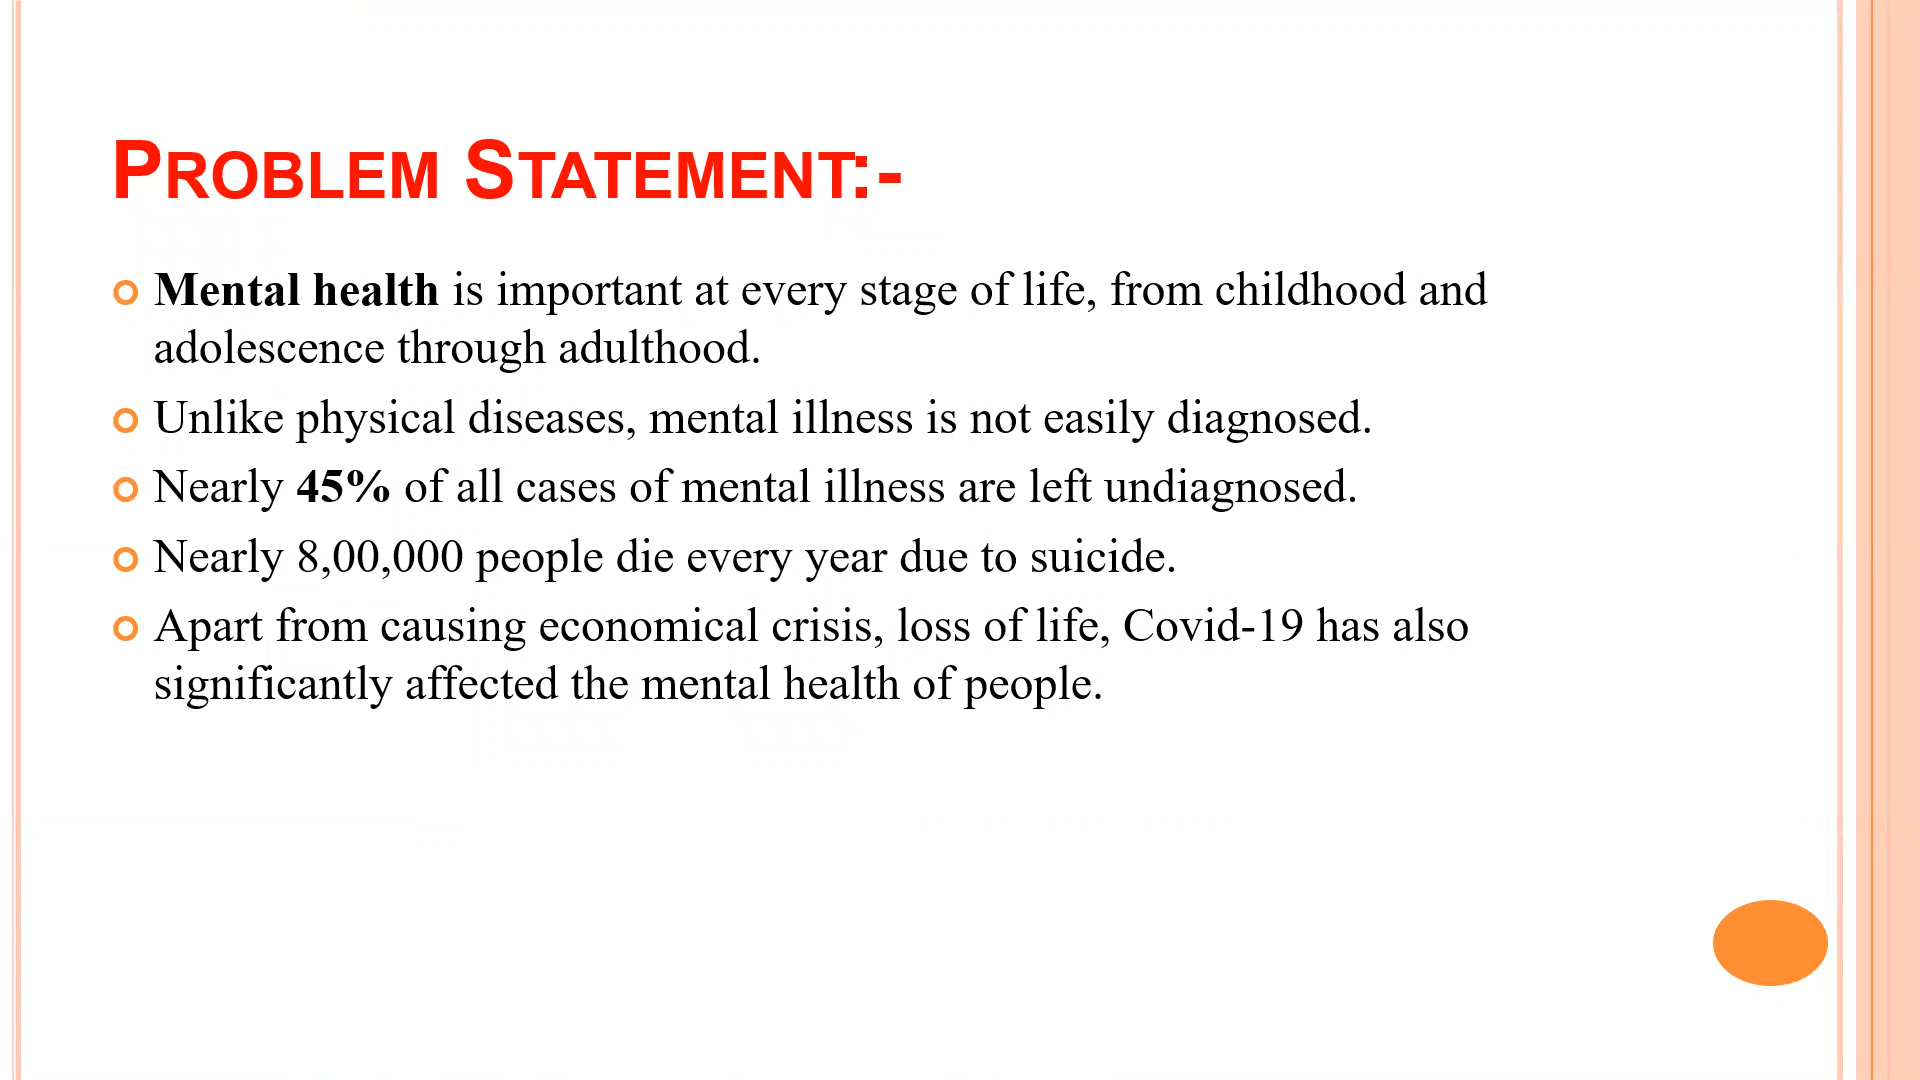 PROBLEM STATEMENT:-
Mental health is important at every stage of life, from childhood and
adolescence through adulthood.
Unlike physical diseases, mental illness is not easily diagnosed.
Nearly 45% of all cases of mental illness are left undiagnosed.
Nearly 8,00,000 people die every year due to suicide.
Apart from causing economical crisis, loss of life, Covid-19 has also
significantly affected the mental health of people.